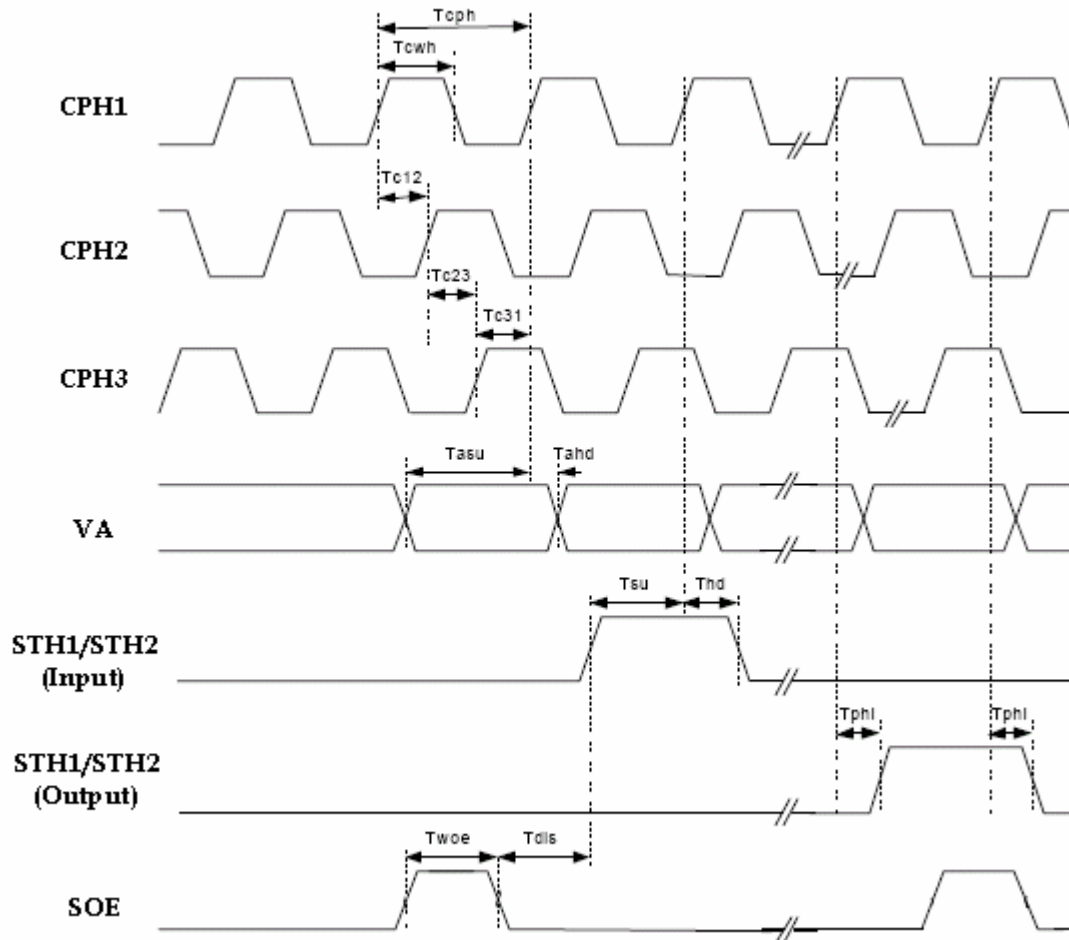 Tcph
Tcwh
CPH1
Tc12
CPH2
Tc23
Tc31
CPH3
Tasu
Tahd
VA
Tsu
Thd
STH1/STH2
(Input)
Tphl
Tphl
STH1/STH2
(Output)
Twoe
Tdis
SOE